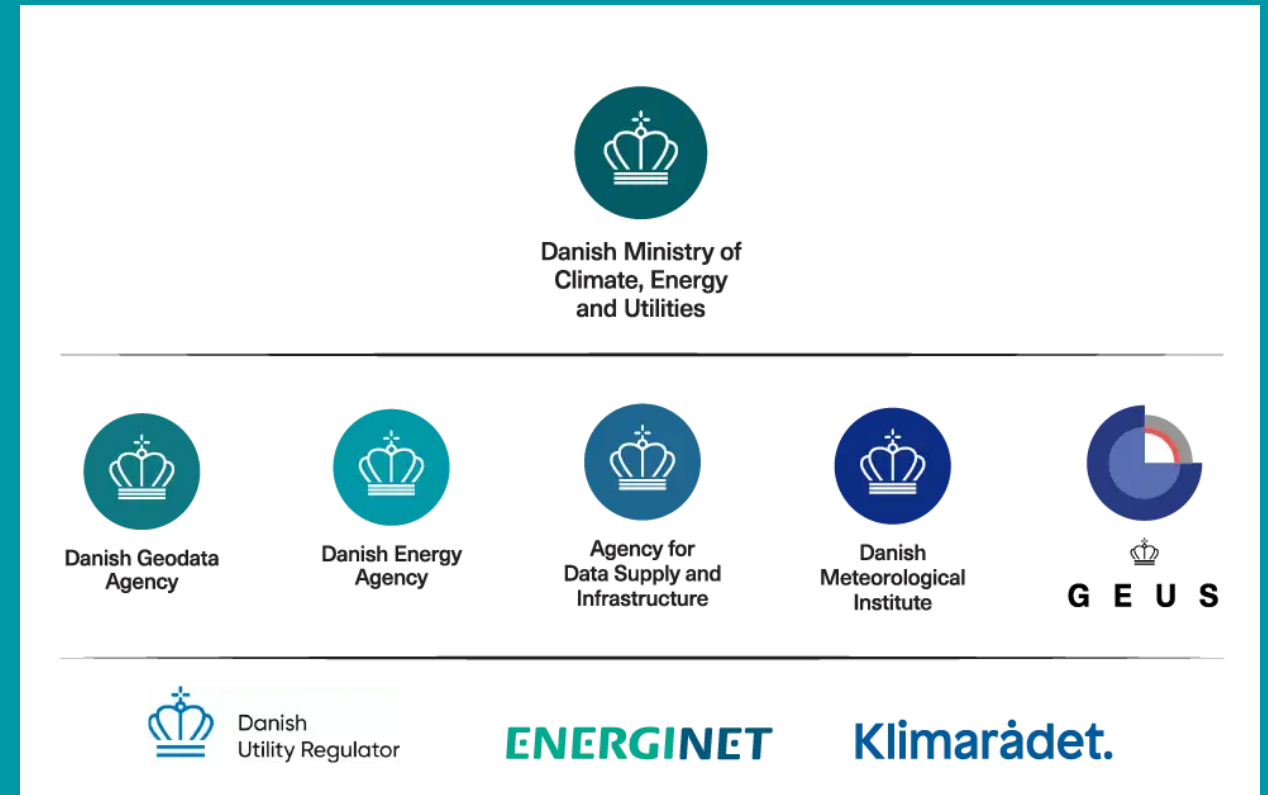 Danish Ministry of
Climate, Energy
and Utilities
Danish Geodata
Agency
Danish Energy
Agency
Agency for
Data Supply and
Infrastructure
Danish
Meteorological
Institute
G E U S
Danish
Utility Regulator
ENERGINET
Klimarådet.